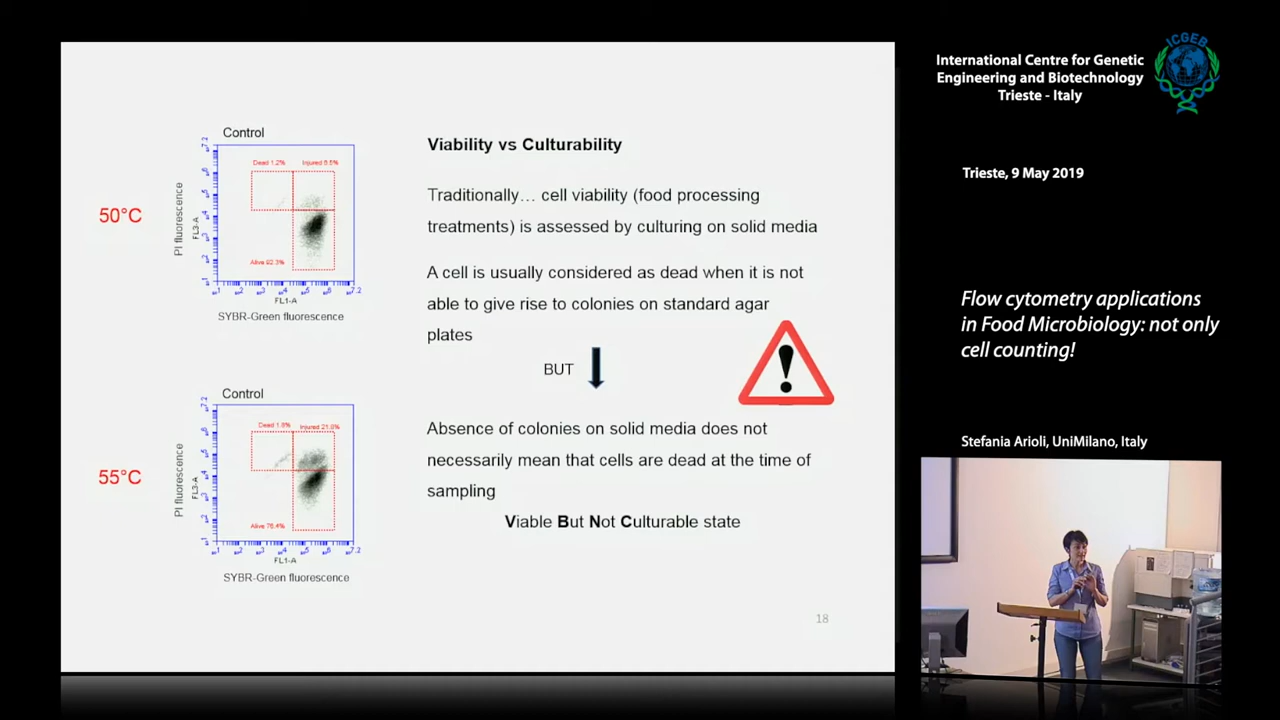 Control
Dead 1.2% Injured 5.5%
50°C
PI fluorescence
FL3-A
Alive 92.3%
FL1-A
SYBR-Green fluorescence
Control
Dead 1.8% Injured 21.0%
55°C
PI fluorescence
FL3-A
Alive 76.4%
FL1-A
SYBR-Green fluorescence
Viability vs Culturability
Traditionally… cell viability (food processing
treatments) is assessed by culturing on solid media
A cell is usually considered as dead when it is not
able to give rise to colonies on standard agar
plates
BUT
Absence of colonies on solid media does not
necessarily mean that cells are dead at the time of
sampling
Viable But Not Culturable state
18
International Centre for Genetic
Engineering and Biotechnology
Trieste - Italy
ICGEB
Trieste, 9 May 2019
Flow cytometry applications
in Food Microbiology: not only
cell counting!
Stefania Arioli, UniMilano, Italy